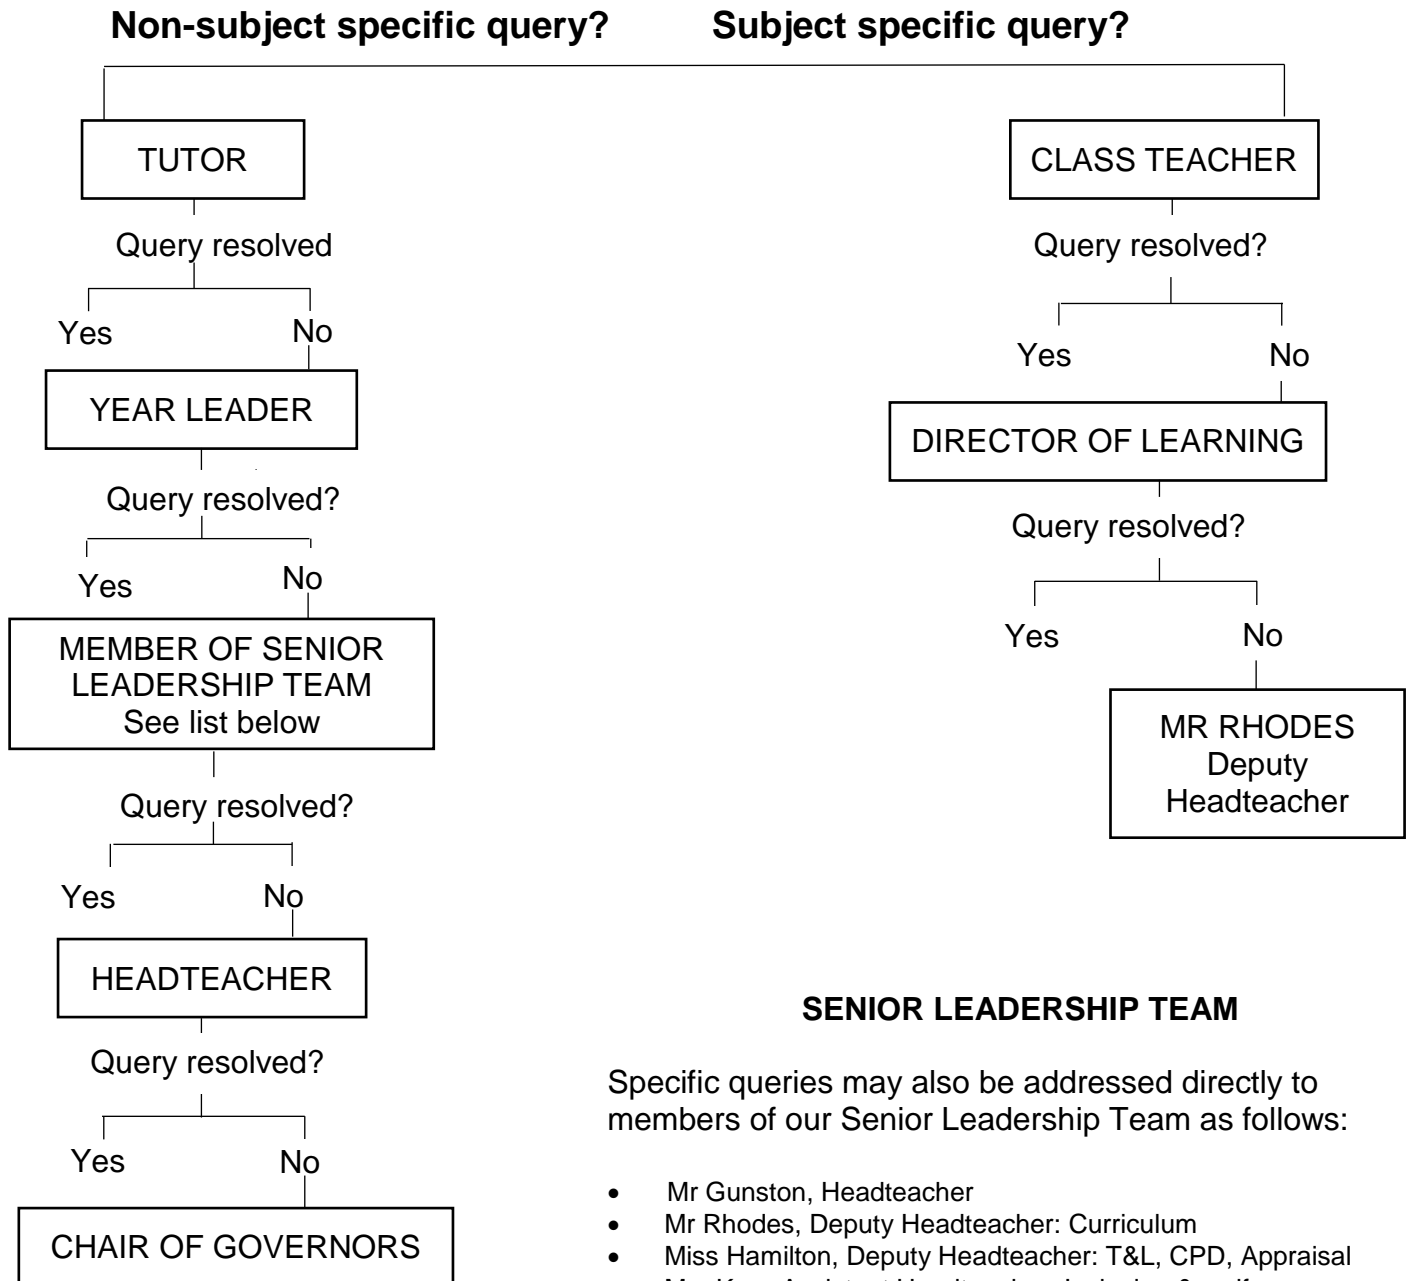 Non-subject specific query? Subject specific query?
TUTOR
Query resolved
Yes No
YEAR LEADER
Query resolved?
Yes No
MEMBER OF SENIOR
LEADERSHIP TEAM
See list below
Query resolved?
Yes No
HEADTEACHER
Query resolved?
Yes No
CHAIR OF GOVERNORS
CLASS TEACHER
Query resolved?
Yes No
DIRECTOR OF LEARNING
Query resolved?
Yes No
MR RHODES
Deputy
Headteacher
SENIOR LEADERSHIP TEAM
Specific queries may also be addressed directly to
members of our Senior Leadership Team as follows:
• Mr Gunston, Headteacher
• Mr Rhodes, Deputy Headteacher: Curriculum
• Miss Hamilton, Deputy Headteacher: T&L, CPD, Appraisal